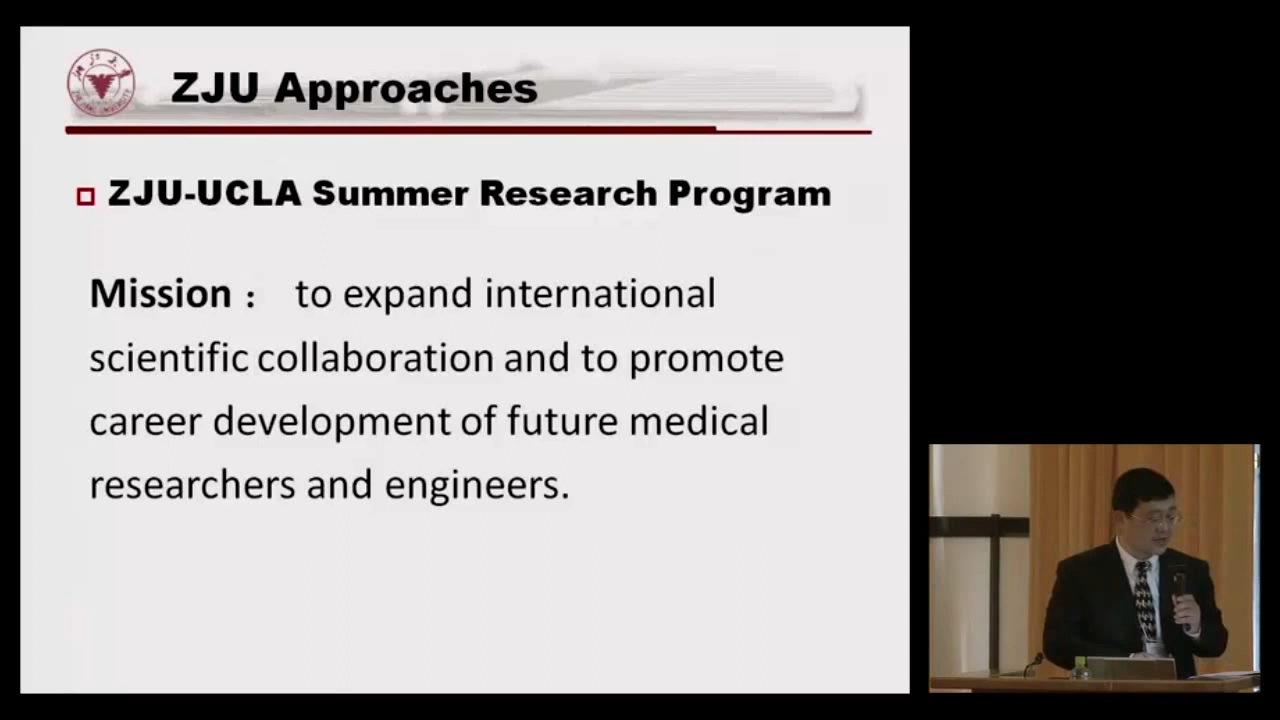 ZJU Approaches
ZJU-UCLA Summer Research Program
Mission： to expand international
scientific collaboration and to promote
career development of future medical
researchers and engineers.